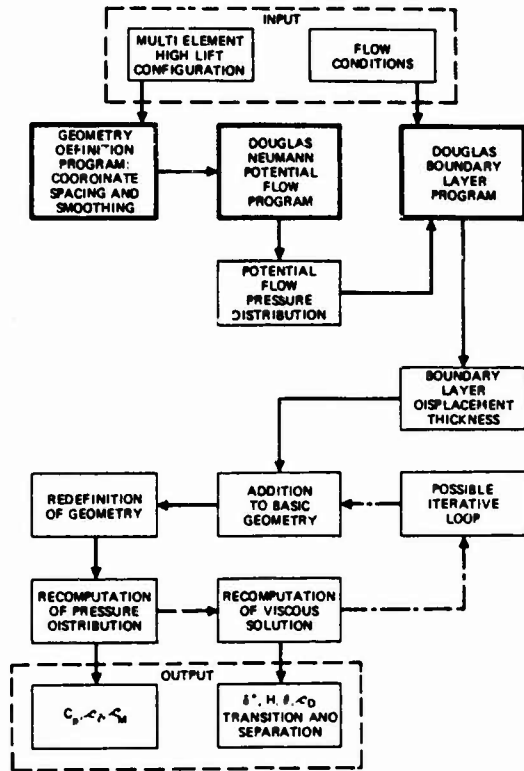 INPUT
MULTI ELEMENT
HIGH LIFT
CONFIGURATION
FLOW
CONDITIONS
GEOMETRY
DEFINITION
PROGRAM:
COORDINATE
SPACING AND
SMOOTHING
DOUGLAS
NEUMANN
POTENTIAL
FLOW
PROGRAM
DOUGLAS
BOUNDARY
LAYER
PROGRAM
POTENTIAL
FLOW
PRESSURE
DISTRIBUTION
BOUNDARY
LAYER
DISPLACEMENT
THICKNESS
REDEFINITION
OF GEOMETRY
ADDITION
TO BASIC
GEOMETRY
POSSIBLE
ITERATIVE
LOOP
RECOMPUTATION
OF PRESSURE
DISTRIBUTION
RECOMPUTATION
OF VISCOUS
SOLUTION
OUTPUT
Cp, 
δ*, H, θ, 
TRANSITION AND
SEPARATION